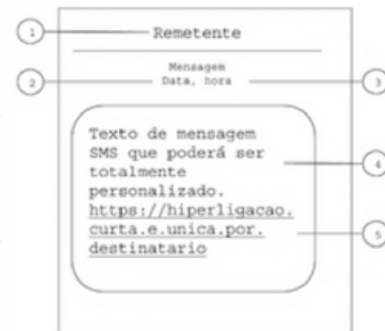 1 Remetente
Mensagem
2 Data, hora 3
Texto de mensagem
SMS que poderá ser
totalmente 4
personalizado.
https://hiperligacao.
curta.e.unica.por. 5
destinatario